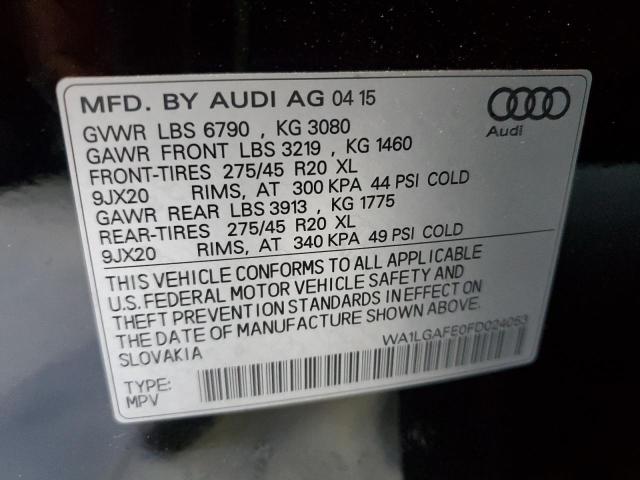 MFD. BY AUDI AG 04 15
Audi
GVWR LBS 6790 , KG 3080
GAWR FRONT LBS 3219 , KG 1460
FRONT-TIRES 275/45 R20 XL
9JX20 RIMS, AT 300 KPA 44 PSI COLD
GAWR REAR LBS 3913 , KG 1775
REAR-TIRES 275/45 R20 XL
9JX20 RIMS, AT 340 KPA 49 PSI COLD
THIS VEHICLE CONFORMS TO ALL APPLICABLE
U.S. FEDERAL MOTOR VEHICLE SAFETY AND
THEFT PREVENTION STANDARDS IN EFFECT ON
THE DATE OF MANUFACTURE SHOWN ABOVE.
SLOVAKIA
WA1LGAFE0FD024063
TYPE:
MPV